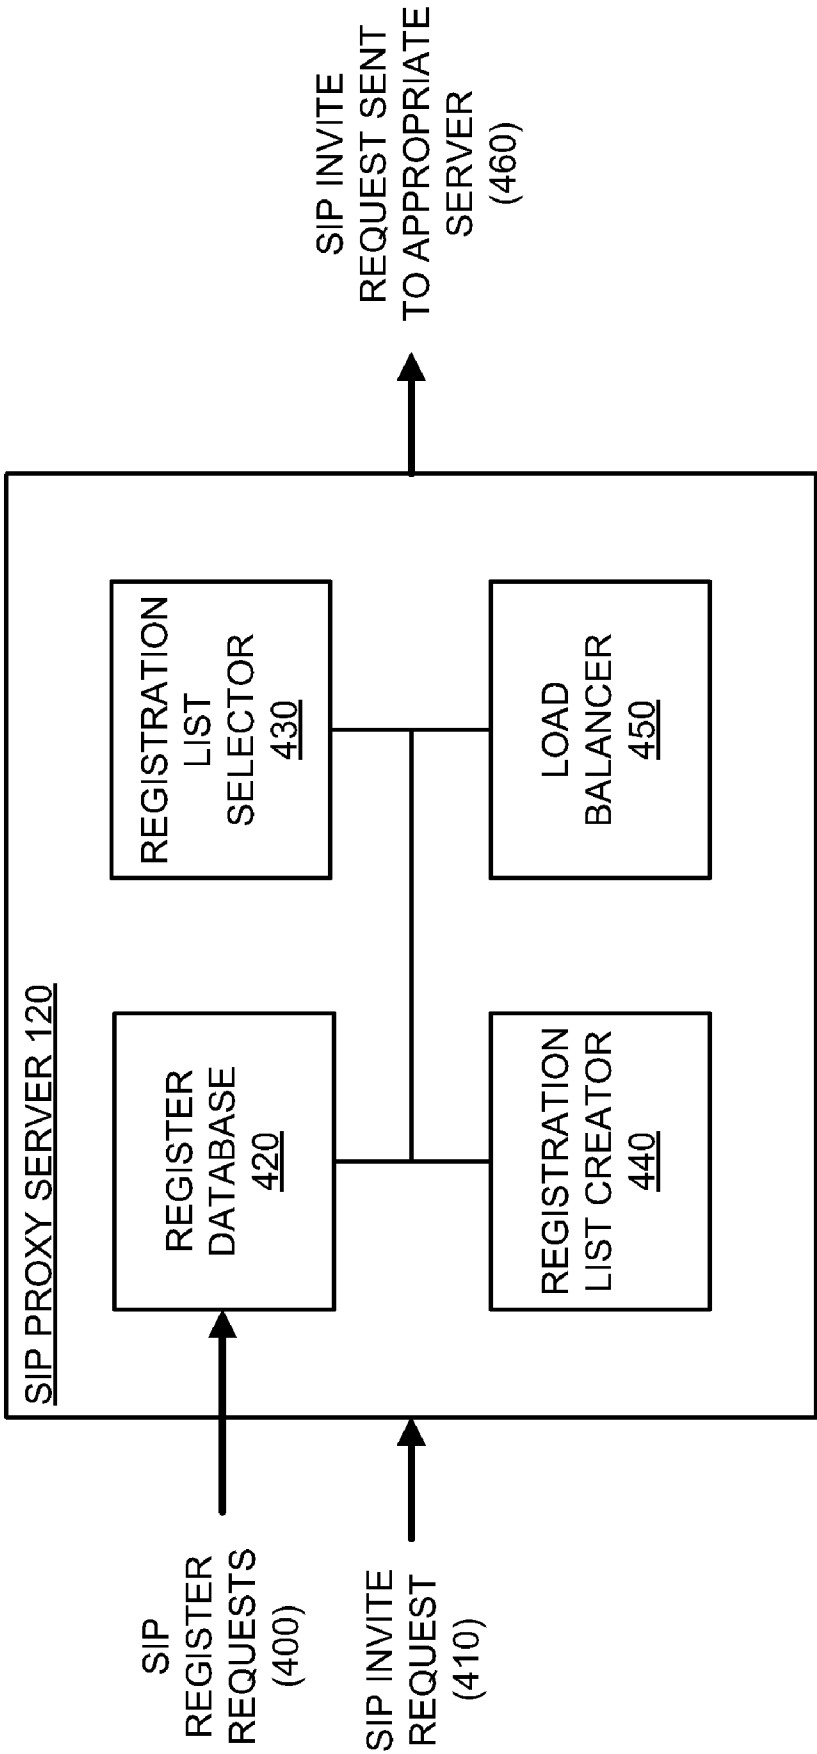 SIP PROXY SERVER 120
SIP
REGISTER
REQUESTS
(400)
SIP INVITE
REQUEST
(410)
REGISTER
DATABASE
420
REGISTRATION
LIST
SELECTOR
430
REGISTRATION
LIST CREATOR
440
LOAD
BALANCER
450
SIP INVITE
REQUEST SENT
TO APPROPRIATE
SERVER
(460)